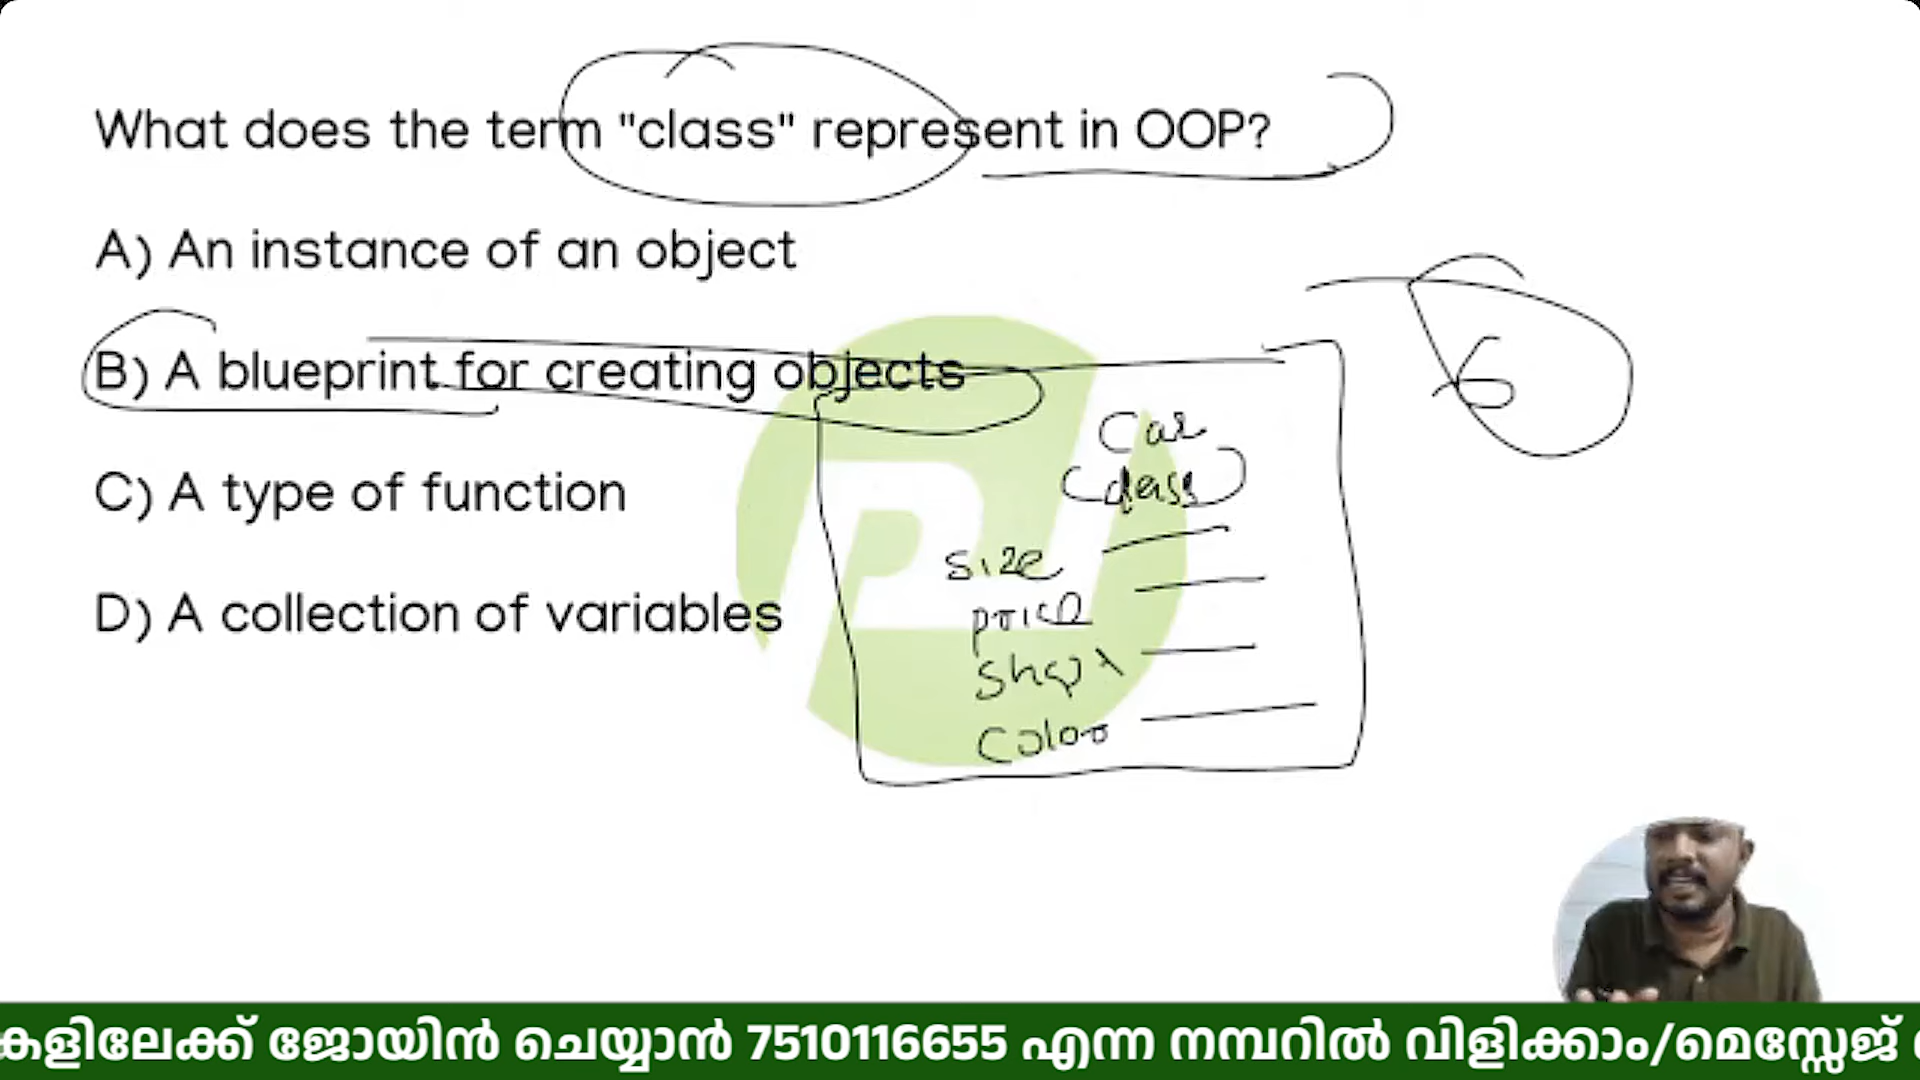 What does the term "class" represent in OOP?
A) An instance of an object
B) A blueprint for creating objects
C) A type of function
D) A collection of variables
Car
class
size
price
Color
കളിലേക്ക് ജോയിൻ ചെയ്യാൻ 7510116655 എന്ന നമ്പറിൽ വിളിക്കാം/മെസ്സേജ്